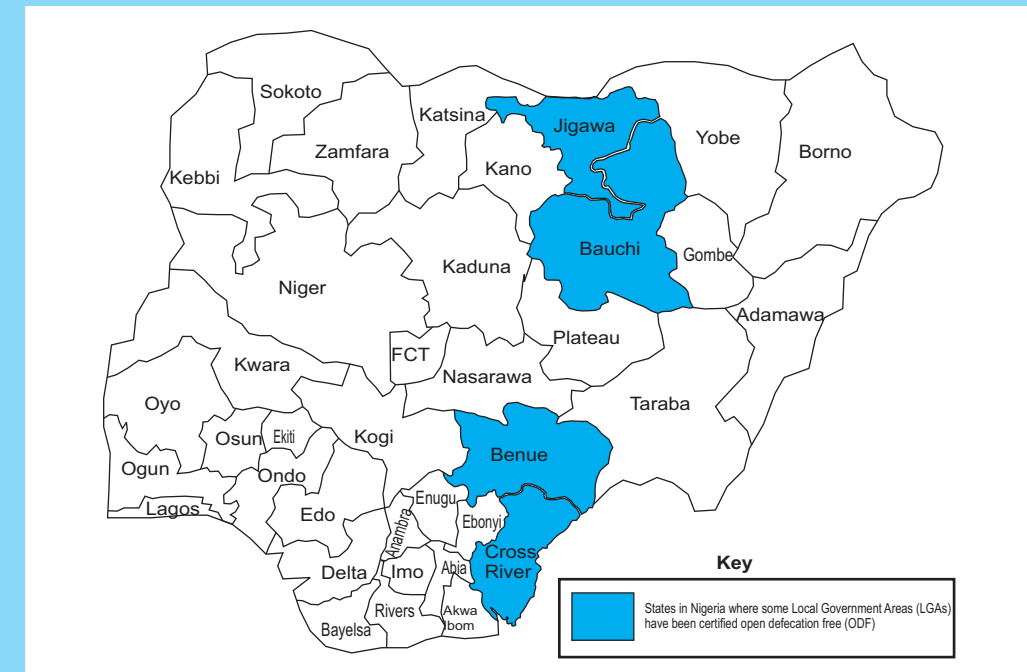 Sokoto
Katsina
Jigawa
Yobe
Borno
Zamfara
Kano
Kebbi
Bauchi
Gombe
Kaduna
Niger
Adamawa
Plateau
FCT
Kwara
Nasarawa
Taraba
Oyo
Osun
Ekiti
Kogi
Benue
Ogun
Ondo
Enugu
Lagos
Edo
Anambra
Ebonyi
Cross
River
Abia
Delta
Imo
Rivers
Akwa
Ibom
Bayelsa
Key
States in Nigeria where some Local Government Areas (LGAs)
have been certified open defecation free (ODF)